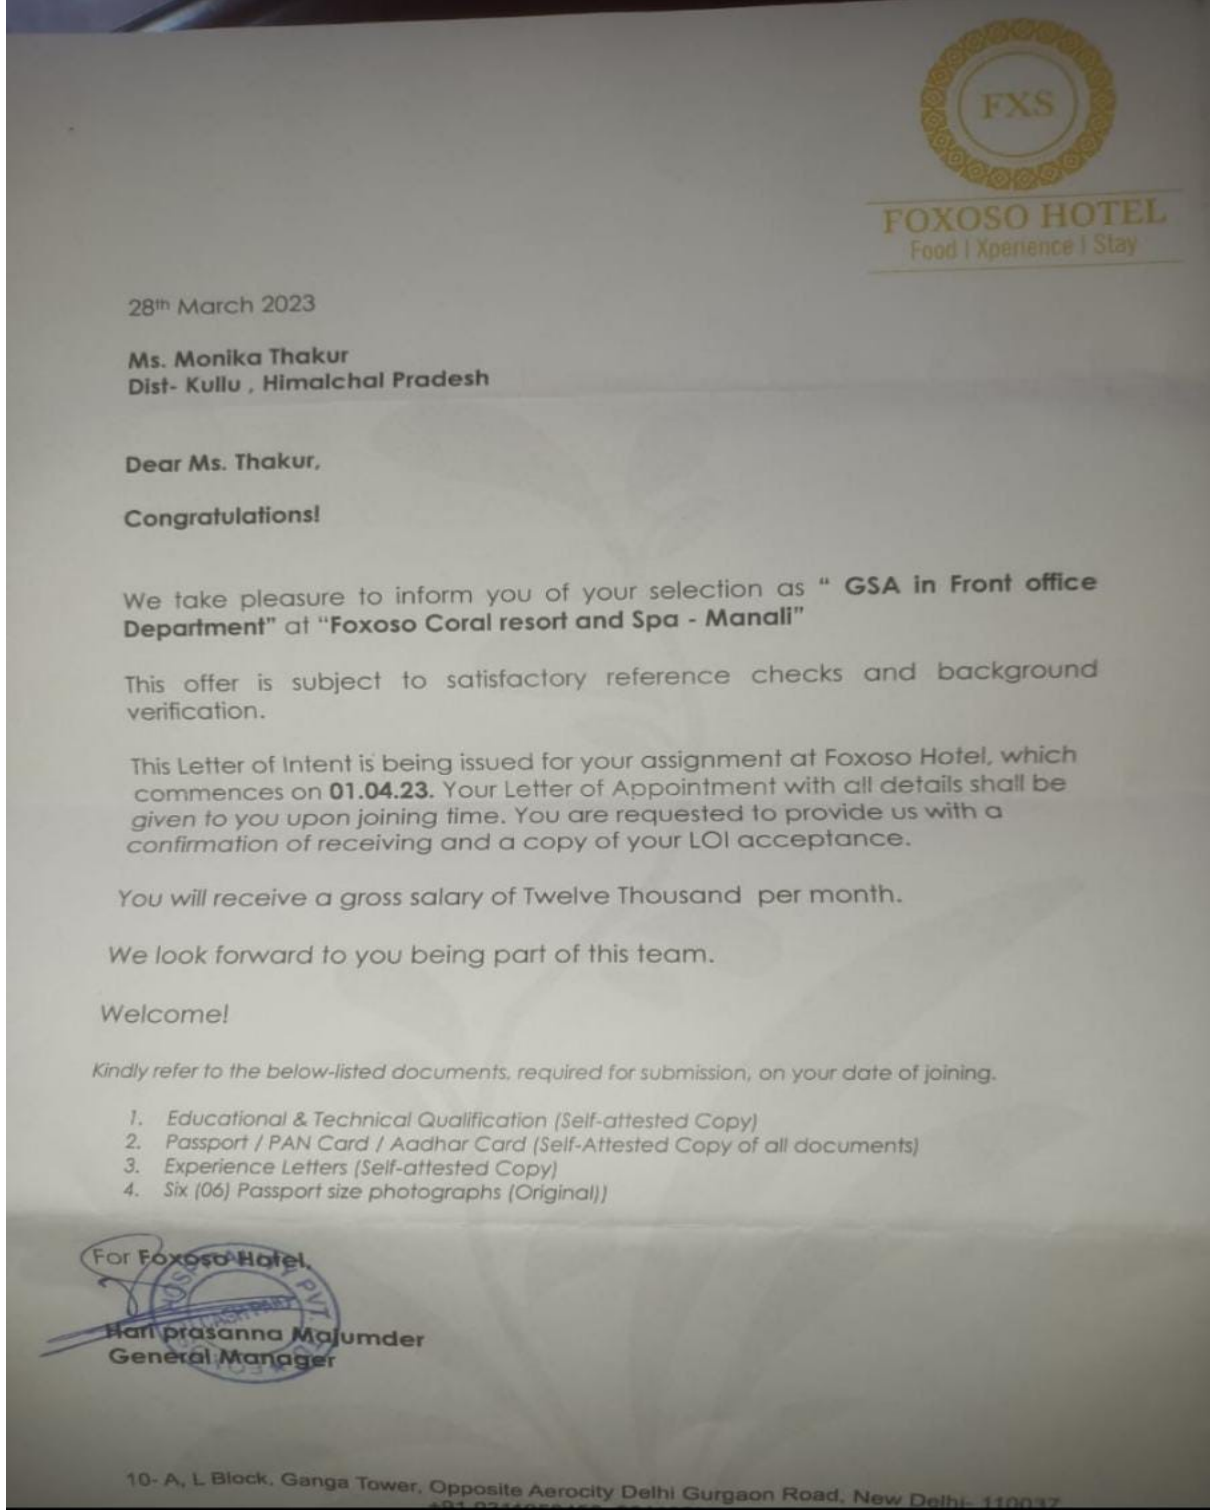 FXS
FOXOSO HOTEL
Food | Xperience | Stay
28th March 2023
Ms. Monika Thakur
Dist- Kullu , Himalchal Pradesh
Dear Ms. Thakur,
Congratulations!
We take pleasure to inform you of your selection as “ GSA in Front office
Department” at “Foxoso Coral resort and Spa - Manali”
This offer is subject to satisfactory reference checks and background
verification.
This Letter of Intent is being issued for your assignment at Foxoso Hotel, which
commences on 01.04.23. Your Letter of Appointment with all details shall be
given to you upon joining time. You are requested to provide us with a
confirmation of receiving and a copy of your LOI acceptance.
You will receive a gross salary of Twelve Thousand per month.
We look forward to you being part of this team.
Welcome!
Kindly refer to the below-listed documents, required for submission, on your date of joining.
1. Educational & Technical Qualification (Self-attested Copy)
2. Passport / PAN Card / Aadhar Card (Self-Attested Copy of all documents)
3. Experience Letters (Self-attested Copy)
4. Six (06) Passport size photographs (Original))
For Foxoso Hotel.
Hari prasanna Majumder
General Manager
10- A, L Block, Ganga Tower, Opposite Aerocity Delhi Gurgaon Road, New Delhi- 110037